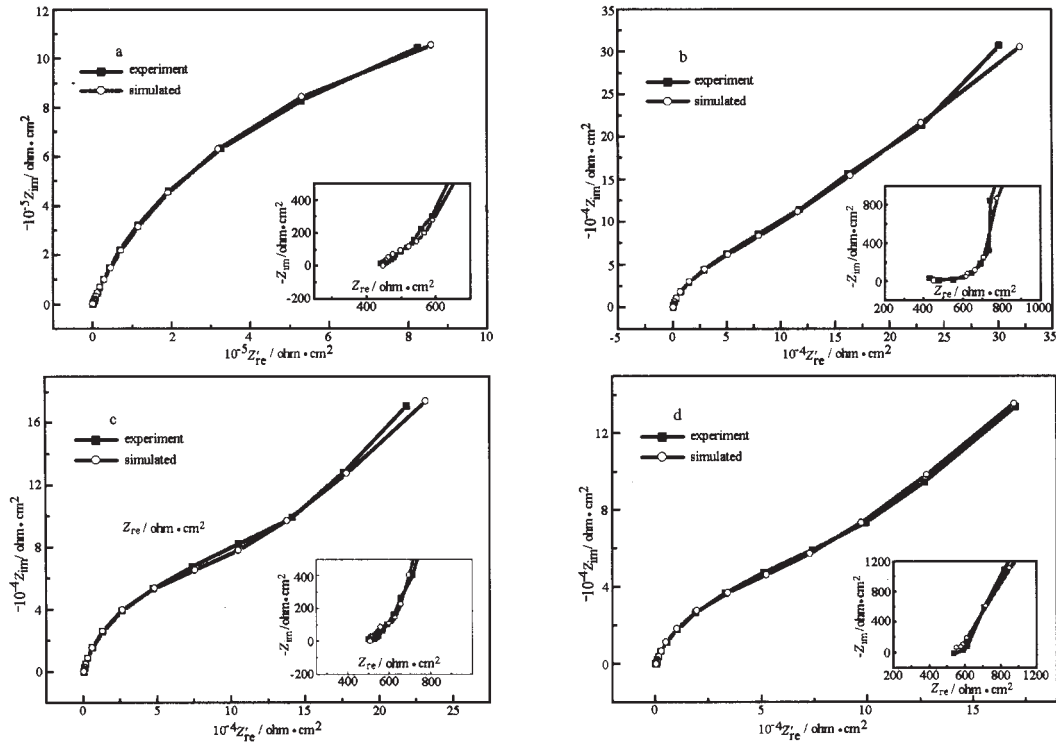 a
experiment
simulated
12
10
8
6
4
2
0
-10⁻⁵Z_im/ ohm•cm²
0 2 4 6 8 10
10⁻⁵Z′_re / ohm•cm²
400
200
0
-200
-Z_im/ohm•cm²
Z_re / ohm•cm²
400 500 600
b
experiment
simulated
35
30
25
20
15
10
5
0
-10⁻⁴Z_im/ ohm•cm²
-5 0 5 10 15 20 25 30 35
10⁻⁴Z′_re / ohm•cm²
800
400
0
-Z_im/ohm•cm²
Z_re / ohm•cm²
200 400 600 800 1000
c
experiment
simulated
Z_re / ohm•cm²
16
12
8
4
0
-10⁻⁴Z_im/ ohm•cm²
0 5 10 15 20 25
10⁻⁴Z′_re / ohm•cm²
400
200
0
-200
-Z_im/ohm•cm²
Z_re / ohm•cm²
400 600 800
d
experiment
simulated
12
8
4
0
-10⁻⁴Z_im/ ohm•cm²
0 5 10 15
10⁻⁴Z′_re / ohm•cm²
1200
800
400
0
-Z_im/ohm•cm²
200 400 600 800 1000 1200
Z_re / ohm•cm²